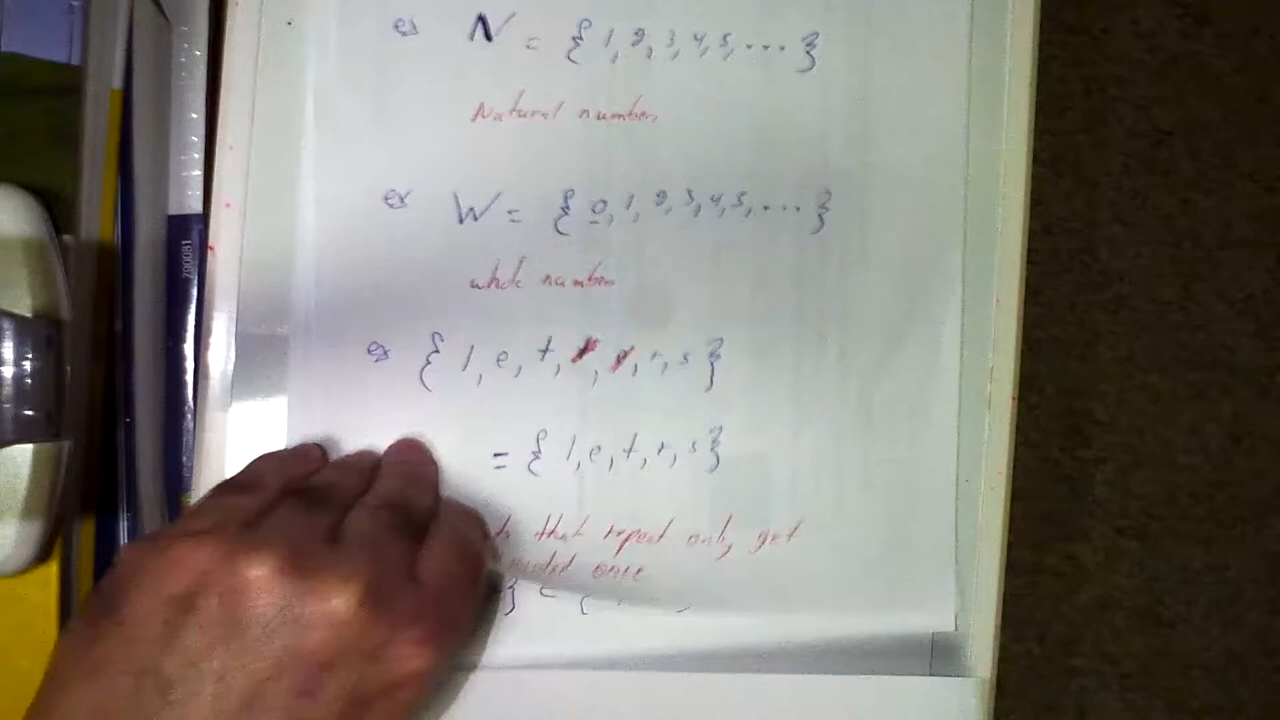 ex N = {1, 2, 3, 4, 5, ... }
Natural numbers
ex W = {0, 1, 2, 3, 4, 5, ... }
whole numbers
ex {l, e, t, t, e, r, s}
= {l, e, t, r, s}
that repeat only get
once
Z90081